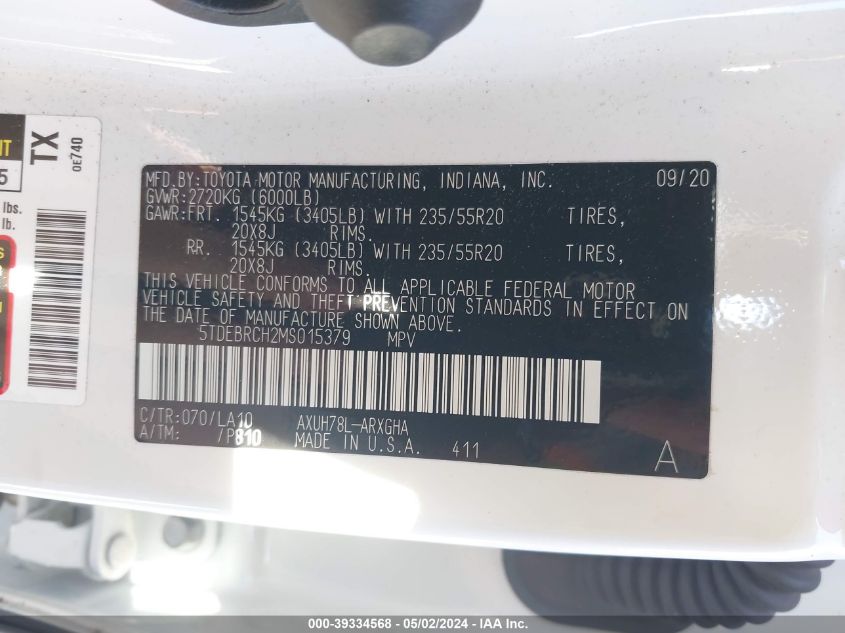 NT
5
lbs.
lb.
TX
0E740
MFD.BY:TOYOTA MOTOR MANUFACTURING, INDIANA, INC. 09/20
GVWR:2720KG (6000LB)
GAWR:FRT. 1545KG (3405LB) WITH 235/55R20 TIRES,
20X8J RIMS.
RR. 1545KG (3405LB) WITH 235/55R20 TIRES,
20X8J RIMS.
THIS VEHICLE CONFORMS TO ALL APPLICABLE FEDERAL MOTOR
VEHICLE SAFETY AND THEFT PREVENTION STANDARDS IN EFFECT ON
THE DATE OF MANUFACTURE SHOWN ABOVE.
5TDEBRCH2MS015379 MPV
C/TR:070/LA10 AXUH78L-ARXGHA
A/TM: /P810 MADE IN U.S.A. 411 A
000-39334568 - 05/02/2024 - IAA Inc.